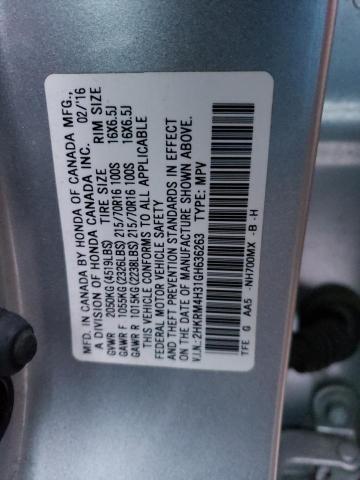 MFD. IN CANADA BY HONDA OF CANADA MFG., 02/16
A DIVISION OF HONDA CANADA INC.
TIRE SIZE RIM SIZE
GVWR 2050KG(4519LBS)
GAWR F 1055KG(2326LBS) 215/70R16 100S 16X6.5J
GAWR R 1015KG(2238LBS) 215/70R16 100S 16X6.5J
THIS VEHICLE CONFORMS TO ALL APPLICABLE
FEDERAL MOTOR VEHICLE SAFETY
AND THEFT PREVENTION STANDARDS IN EFFECT
ON THE DATE OF MANUFACTURE SHOWN ABOVE.
V.I.N.:2HKRM4H31GH636263 TYPE: MPV
TFE G AA5 -NH700MX -B -H